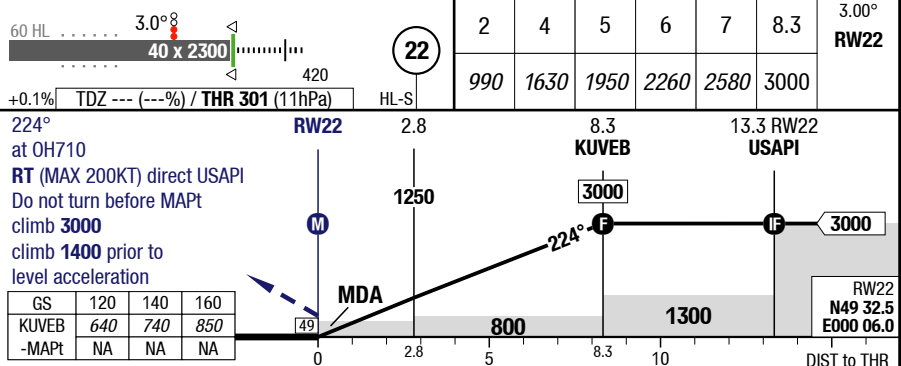 60 HL
3.0°
40 x 2300
420
+0.1%
TDZ --- (---%) / THR 301 (11hPa)
22
HL-S
2 4 5 6 7 8.3
990 1630 1950 2260 2580 3000
3.00°
RW22
224°
at OH710
RT (MAX 200KT) direct USAPI
Do not turn before MAPt
climb 3000
climb 1400 prior to
level acceleration
GS 120 140 160
KUVEB 640 740 850
-MAPt NA NA NA
RW22
2.8
8.3
KUVEB
13.3 RW22
USAPI
1250
3000
M
F
IF
3000
224°
MDA
49
800
1300
RW22
N49 32.5
E000 06.0
0 2.8 5 8.3 10
DIST to THR